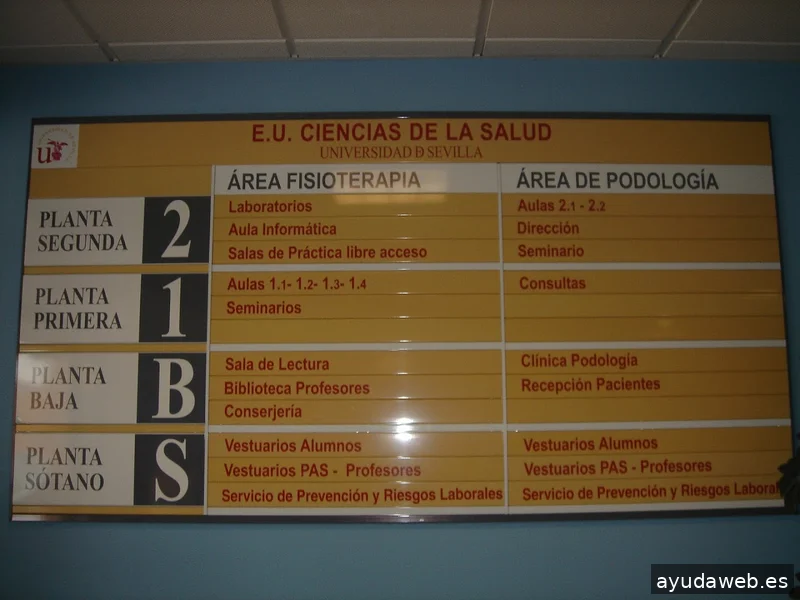 E.U. CIENCIAS DE LA SALUD
UNIVERSIDAD Ð SEVILLA
ÁREA FISIOTERAPIA
ÁREA DE PODOLOGÍA
PLANTA SEGUNDA
2
Laboratorios
Aula Informática
Salas de Práctica libre acceso
Aulas 2.1 - 2.2
Dirección
Seminario
PLANTA PRIMERA
1
Aulas 1.1- 1.2- 1.3- 1.4
Seminarios
Consultas
PLANTA BAJA
B
Sala de Lectura
Biblioteca Profesores
Conserjería
Clínica Podología
Recepción Pacientes
PLANTA SÓTANO
S
Vestuarios Alumnos
Vestuarios PAS - Profesores
Servicio de Prevención y Riesgos Laborales
Vestuarios Alumnos
Vestuarios PAS - Profesores
Servicio de Prevención y Riesgos Laboral
ayudaweb.es